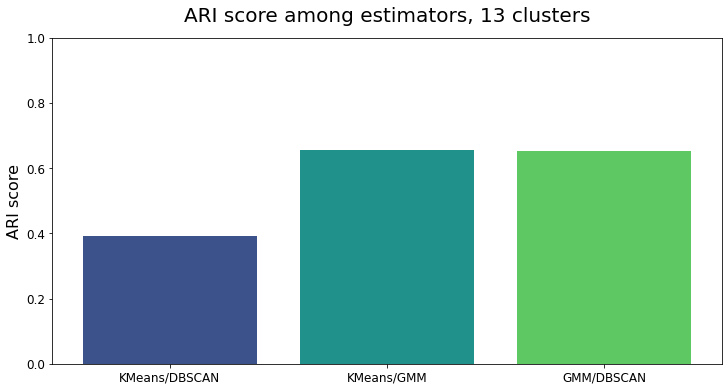 ARI score among estimators, 13 clusters
ARI score
1.0
0.8
0.6
0.4
0.2
0.0
KMeans/DBSCAN
KMeans/GMM
GMM/DBSCAN